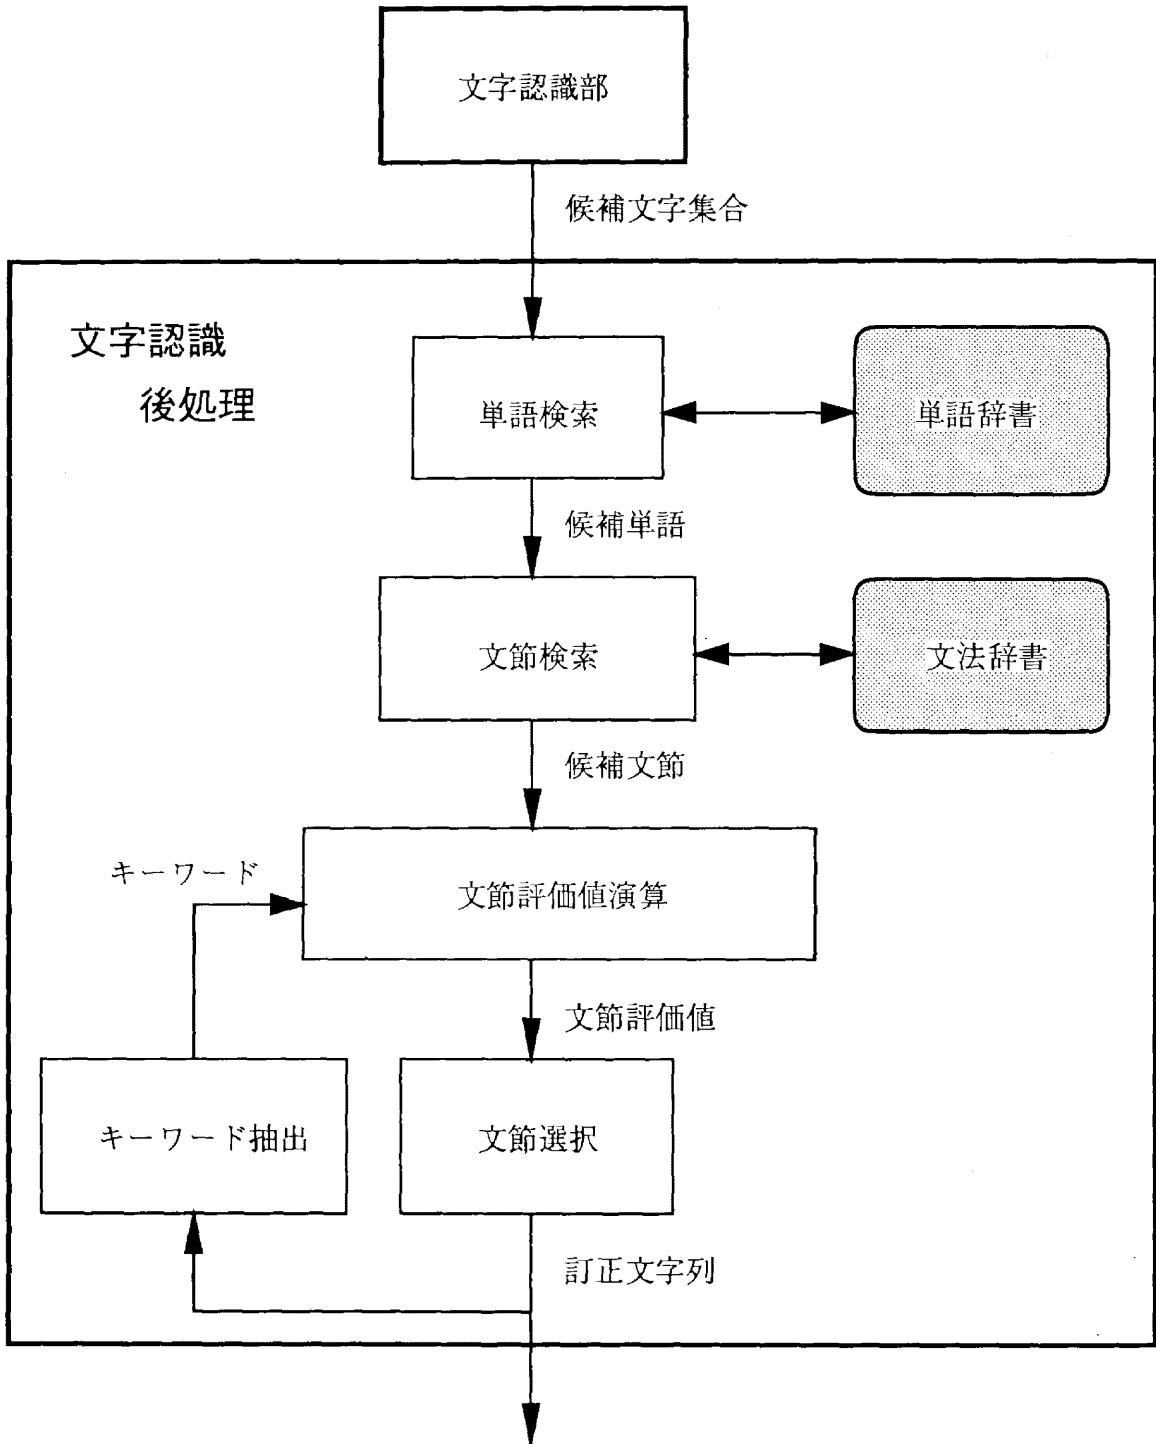 文字認識部
候補文字集合
文字認識
後処理
単語検索
単語辞書
候補単語
文節検索
文法辞書
候補文節
キーワード
文節評価値演算
文節評価値
キーワード抽出
文節選択
訂正文字列